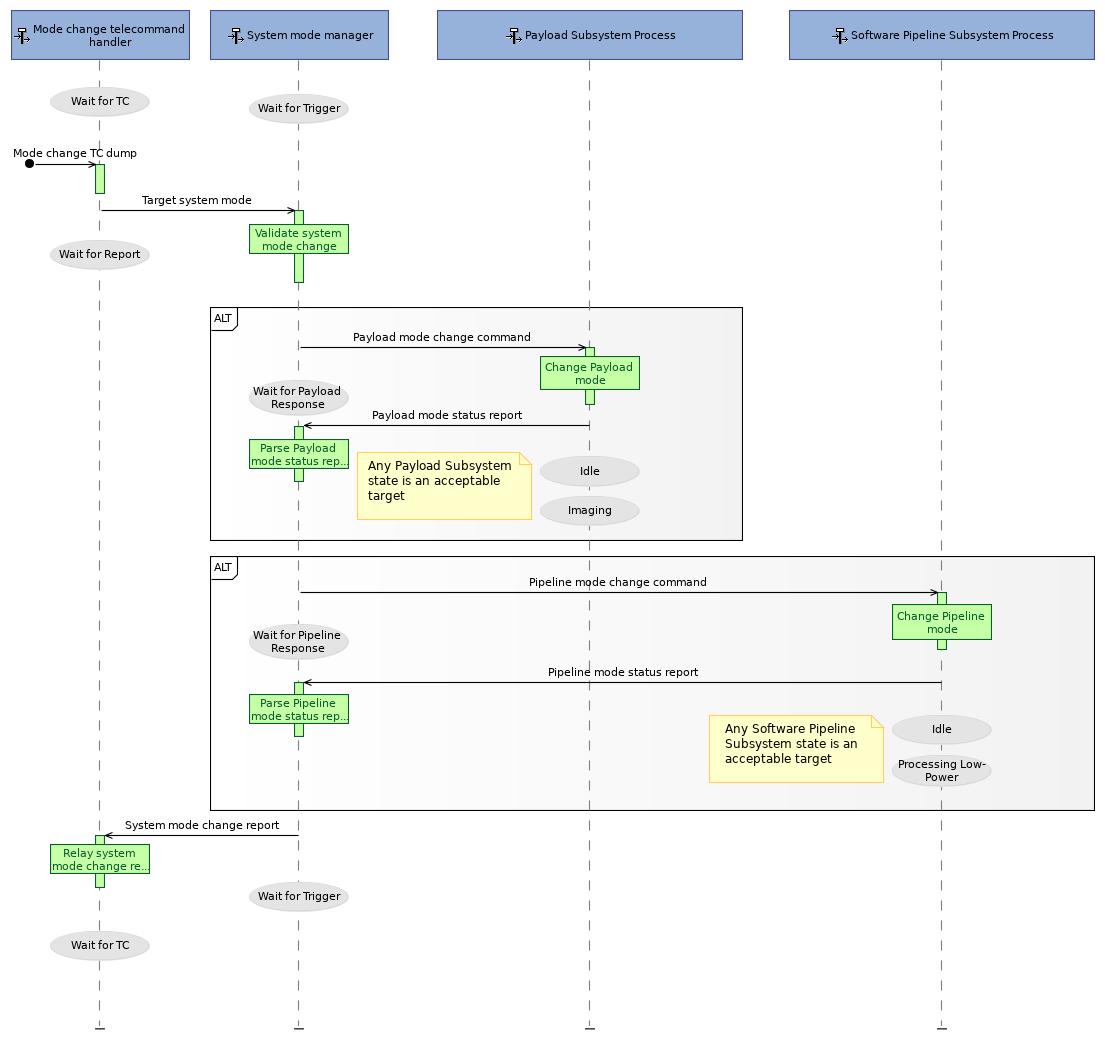 Mode change telecommand
handler
System mode manager
Payload Subsystem Process
Software Pipeline Subsystem Process
Wait for TC
Wait for Trigger
Mode change TC dump
Target system mode
Validate system
mode change
Wait for Report
ALT
Payload mode change command
Change Payload
mode
Wait for Payload
Response
Payload mode status report
Parse Payload
mode status rep...
Any Payload Subsystem
state is an acceptable
target
Idle
Imaging
ALT
Pipeline mode change command
Change Pipeline
mode
Wait for Pipeline
Response
Pipeline mode status report
Parse Pipeline
mode status rep...
Any Software Pipeline
Subsystem state is an
acceptable target
Idle
Processing Low-
Power
System mode change report
Relay system
mode change re...
Wait for Trigger
Wait for TC